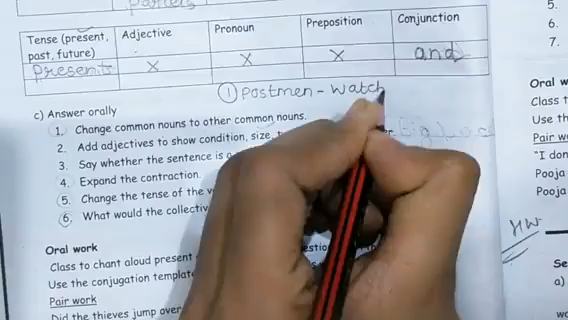 Parcels
5.
6.
7.
Tense (present, past, future) Adjective Pronoun Preposition Conjunction
Presents x x x and
① Postmen - Watch
c) Answer orally
1. Change common nouns to other common nouns.
2. Add adjectives to show condition, size,
3. Say whether the sentence is
4. Expand the contraction.
5. Change the tense of the v
6. What would the collectiv
Oral work
Class to chant aloud present
Use the conjugation template
Pair work
Did the thieves jump over
Oral w
Class t
Use th
Pair w
"I don
Pooja
Pooja
HW
Se
a)
wo